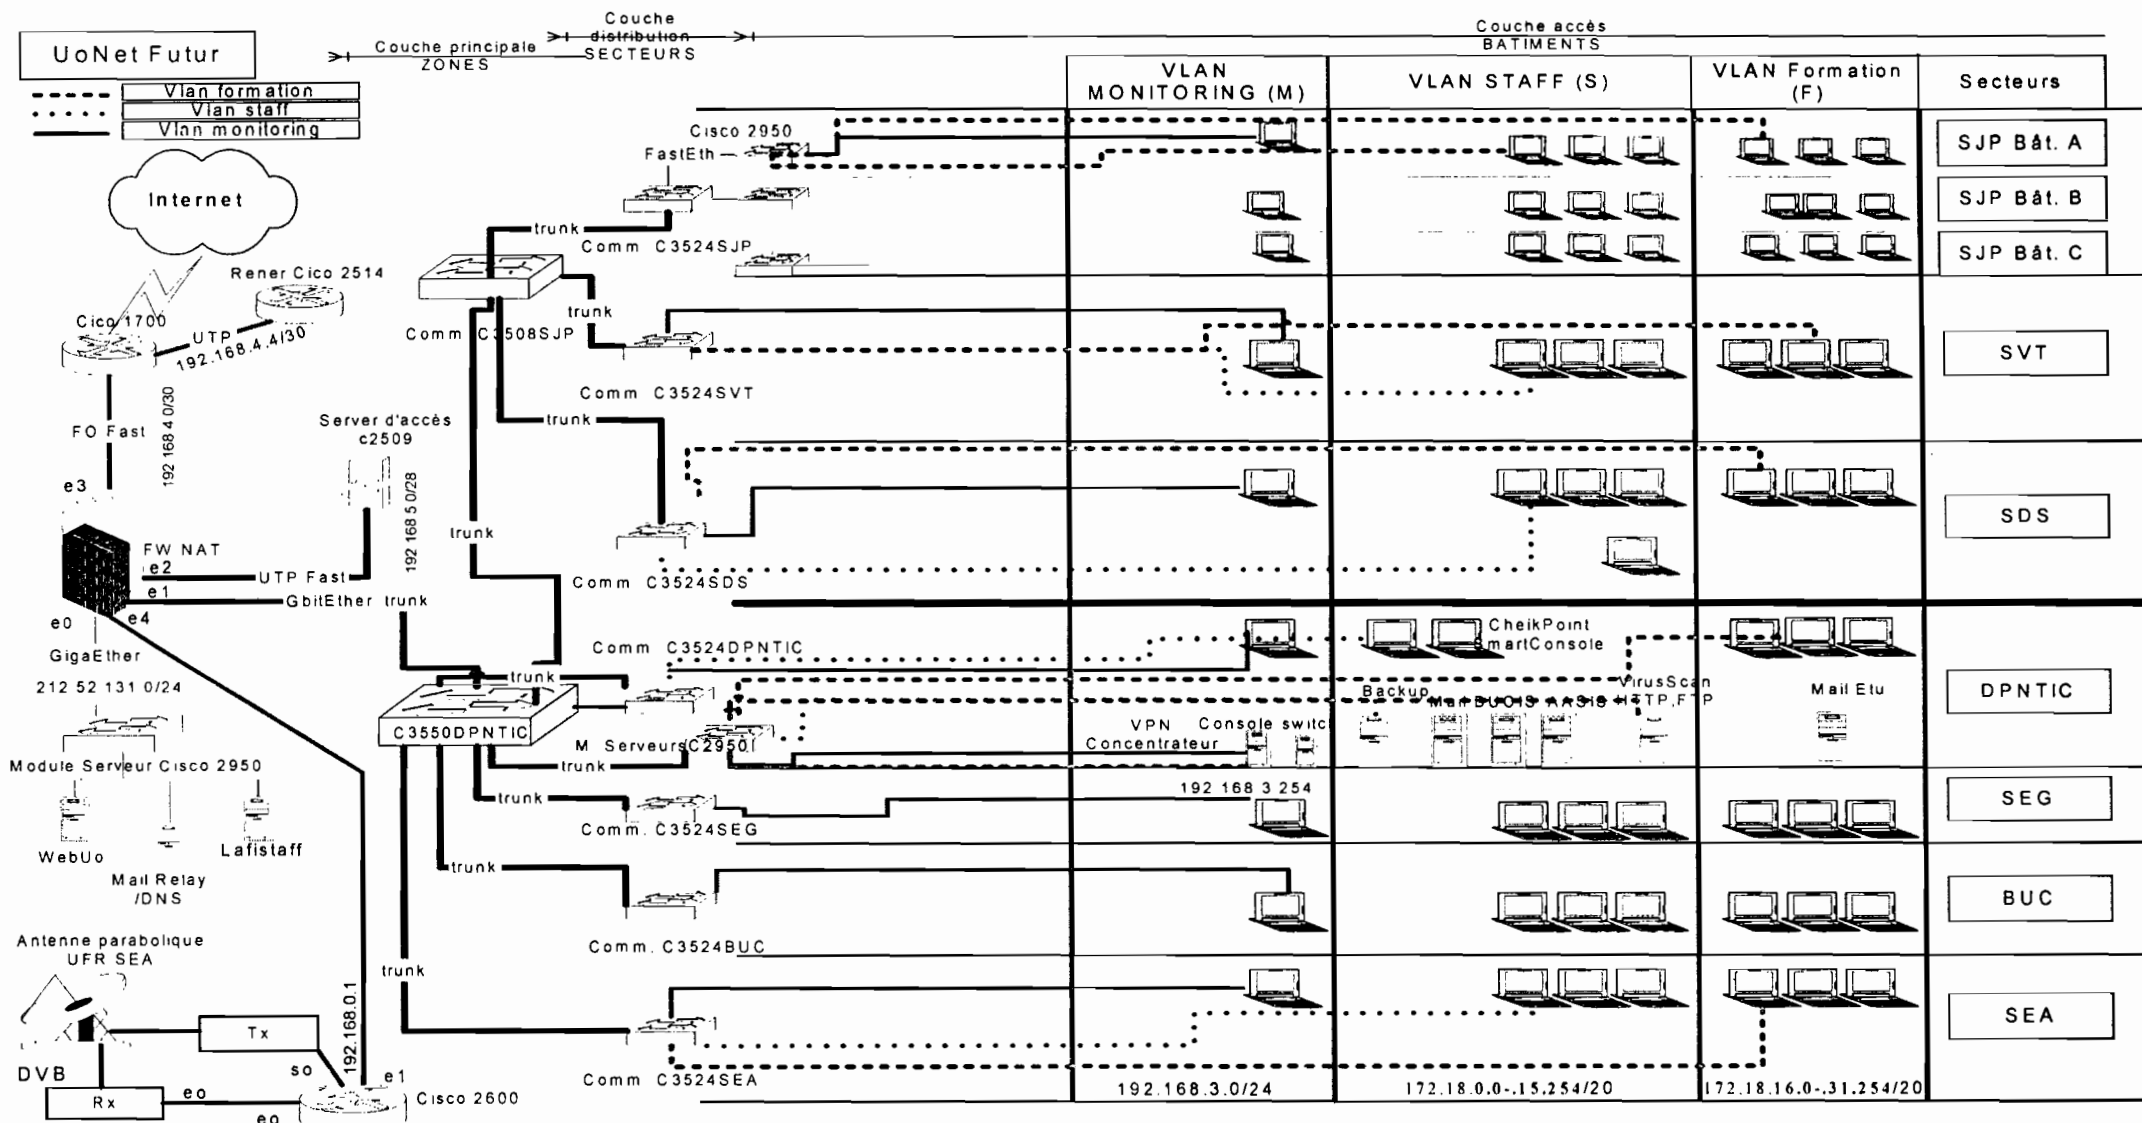 UoNet Futur
Vlan formation
Vlan staff
Vlan monitoring
Couche principale
ZONES
Couche
distribution
SECTEURS
Couche accès
BATIMENTS
VLAN
MONITORING (M)
VLAN STAFF (S)
VLAN Formation
(F)
Secteurs
Internet
Rener Cico 2514
Cico 1700
UTP
192.168.4.4/30
FO Fast
192 168 4 0/30
Server d'accès
c2509
192 168 5 0/28
e3
FW NAT
e2
UTP Fast
e1
GbitEther trunk
e0
e4
GigaEther
212 52 131 0/24
Module Serveur Cisco 2950
WebUo
Lafistaff
Mail Relay
/DNS
Antenne parabolique
UFR SEA
Tx
DVB
Rx
so
192.168.0.1
e1
eo
eo
Cisco 2600
Cisco 2950
FastEth
trunk
Comm C3524SJP
trunk
Comm C3508SJP
Comm C3524SVT
trunk
trunk
Comm C3524SDS
Comm C3524DPNTIC
trunk
C3550DPNTIC
M Serveurs(C2950)
trunk
trunk
Comm. C3524SEG
trunk
Comm. C3524BUC
trunk
Comm C3524SEA
CheikPoint
SmartConsole
Backup
Mail DUOIS AASIS HTTP,FTP
VirusScan
Mail Etu
VPN
Concentrateur
Console switc
192 168 3 254
SJP Bât. A
SJP Bât. B
SJP Bât. C
SVT
SDS
DPNTIC
SEG
BUC
SEA
192.168.3.0/24
172.18.0.0-.15.254/20
172.18.16.0-.31.254/20